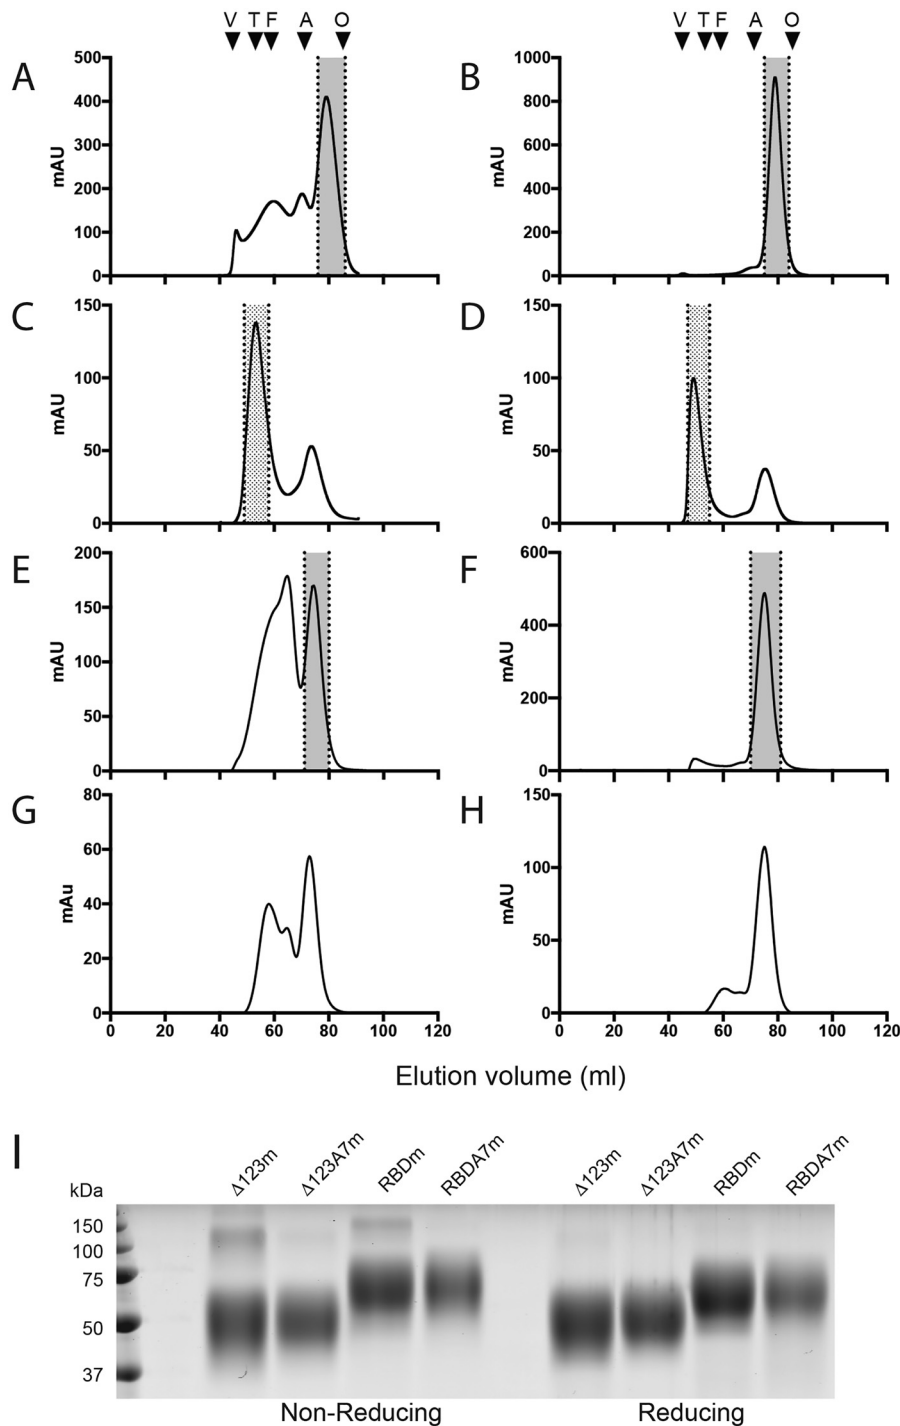 V T F A O V T F A O
A B
500 400 300 200 100 0 mAU
1000 800 600 400 200 0 mAU
C D
150 100 50 0 mAU
150 100 50 0 mAU
E F
200 150 100 50 0 mAU
600 400 200 0 mAU
G H
80 60 40 20 0 mAu
150 100 50 0 mAU
0 20 40 60 80 100 120 0 20 40 60 80 100 120
Elution volume (ml)
I
kDa Δ123m Δ123A7m RBDm RBDA7m Δ123m Δ123A7m RBDm RBDA7m
150
100
75
50
37
Non-Reducing Reducing